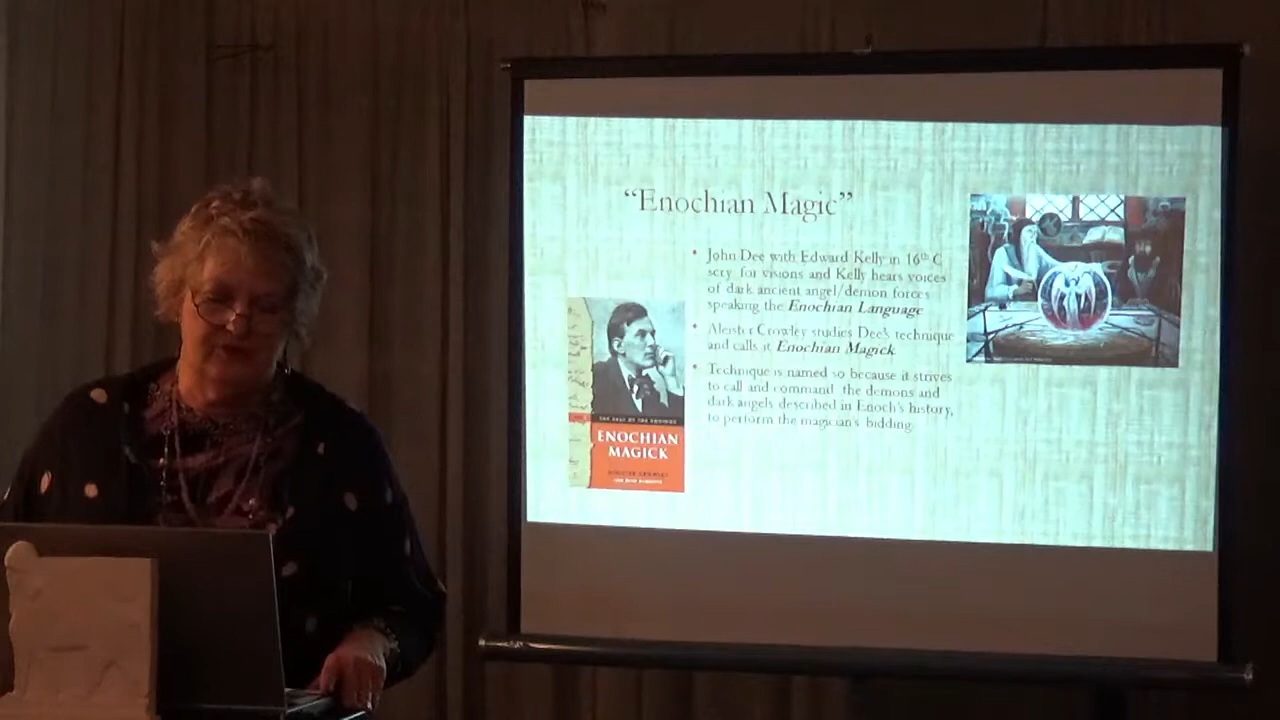 “Enochian Magic”
John Dee with Edward Kelly in 16th C
scry for visions and Kelly hears voices
of dark ancient angel/demon forces
speaking the Enochian Language
Aleister Crowley studies Dee's technique
and calls it Enochian Magick
Technique is named so because it strives
to call and command the demons and
dark angels described in Enoch's history,
to perform the magician's bidding.
ENOCHIAN
MAGICK